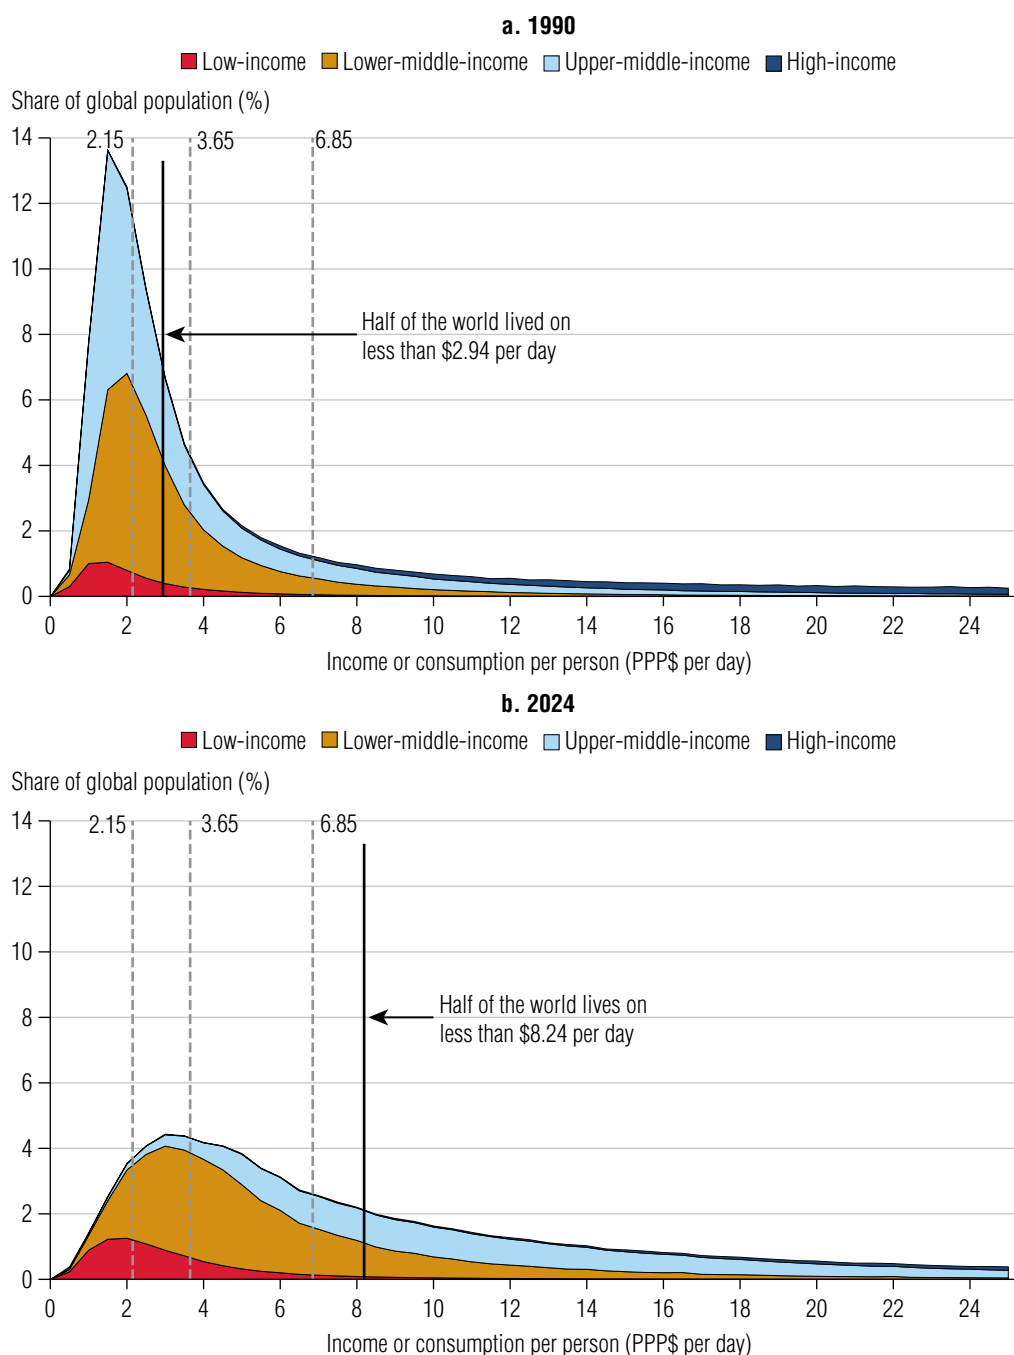 a. 1990
Low-income Lower-middle-income Upper-middle-income High-income
Share of global population (%)
14
2.15 3.65 6.85
12
10
8
Half of the world lived on
less than $2.94 per day
6
4
2
0
0 2 4 6 8 10 12 14 16 18 20 22 24
Income or consumption per person (PPP$ per day)
b. 2024
Low-income Lower-middle-income Upper-middle-income High-income
Share of global population (%)
14
2.15 3.65 6.85
12
10
8
Half of the world lives on
less than $8.24 per day
6
4
2
0
0 2 4 6 8 10 12 14 16 18 20 22 24
Income or consumption per person (PPP$ per day)